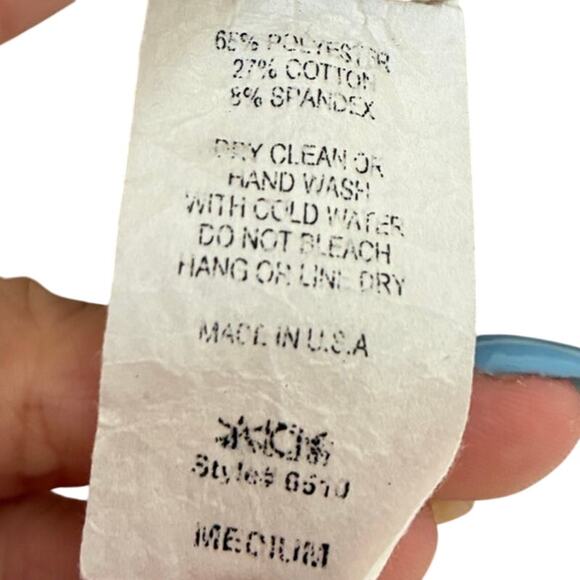 65% POLYESTER
27% COTTON
8% SPANDEX
DRY CLEAN OR
HAND WASH
WITH COLD WATER
DO NOT BLEACH
HANG OR LINE DRY
MADE IN U.S.A
Style# 6510
MEDIUM